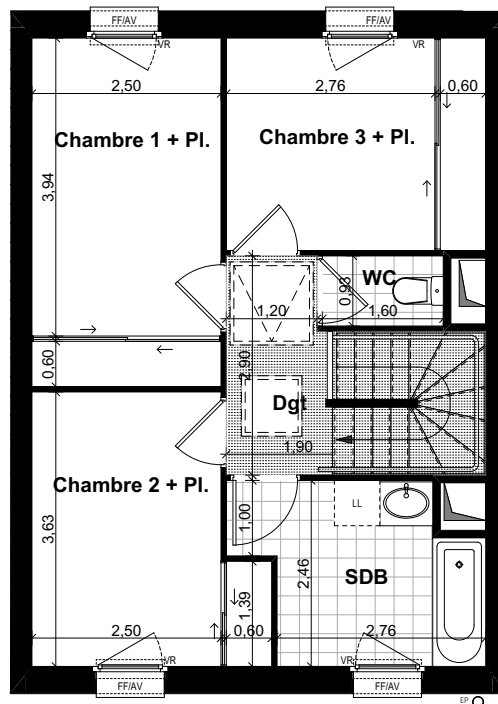 FF/AV
FF/AV
VR
VR
2,50
2,76
0,60
Chambre 1 + Pl.
Chambre 3 + Pl.
3,94
WC
0,93
1,20
1,60
0,60
2,90
Dgt
1,90
Chambre 2 + Pl.
3,63
1,00
LL
2,46
SDB
1,39
2,50
0,60
2,76
VR
VR
FF/AV
FF/AV
EP